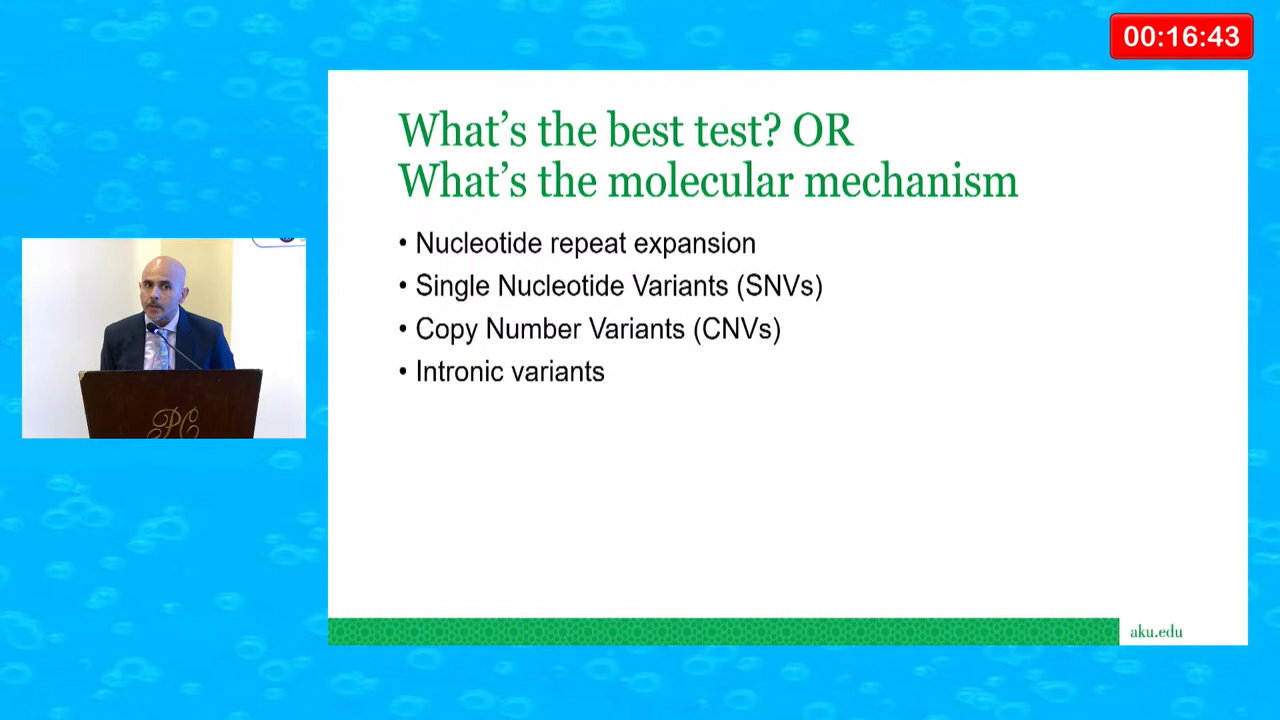 00:16:43
What's the best test? OR
What's the molecular mechanism
• Nucleotide repeat expansion
• Single Nucleotide Variants (SNVs)
• Copy Number Variants (CNVs)
• Intronic variants
PC
aku.edu